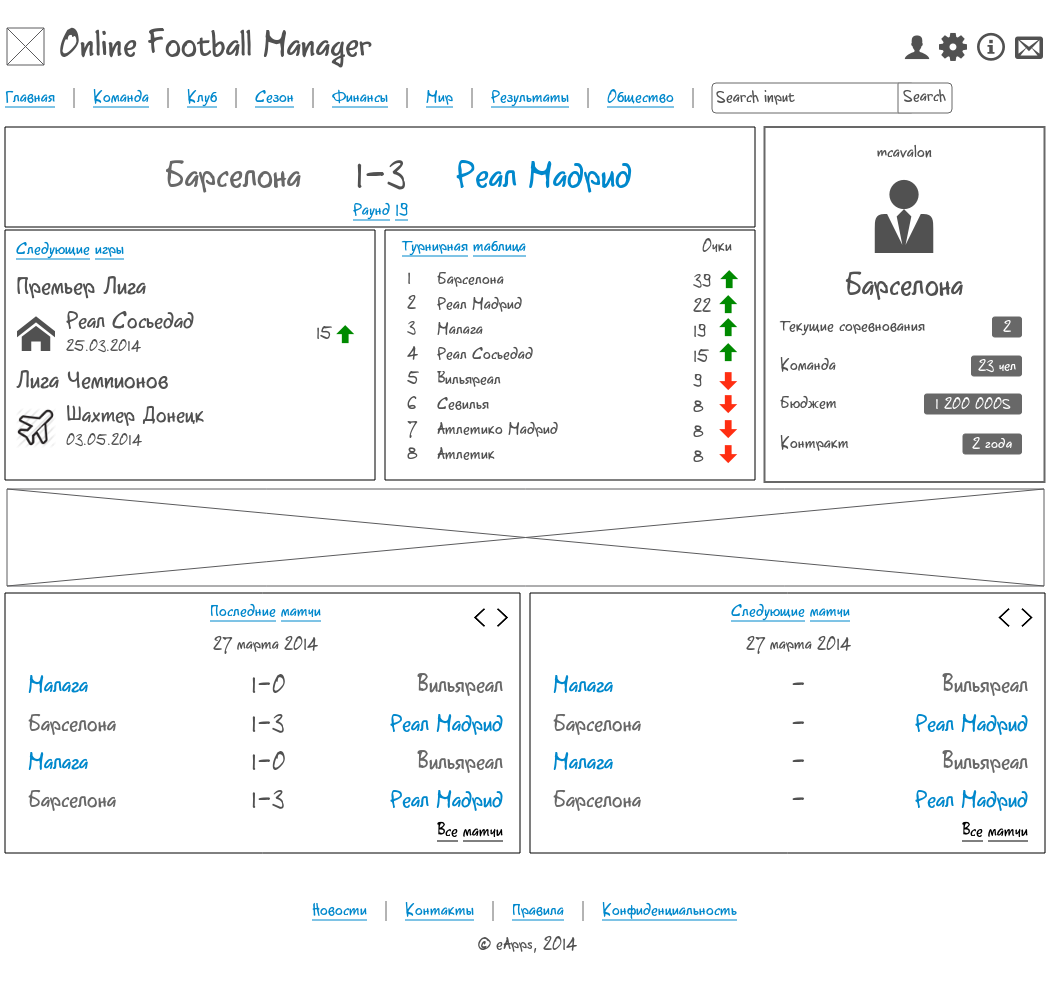 Online Football Manager
Главная | Команда | Клуб | Сезон | Финансы | Мир | Результаты | Общество |
Search input Search
Барселона 1-3 Реал Мадрид
Раунд 19
Следующие игры
Премьер Лига
Реал Сосьедад
25.03.2014
15
Лига Чемпионов
Шахтер Донецк
03.05.2014
Турнирная таблица Очки
1 Барселона 39
2 Реал Мадрид 22
3 Малага 19
4 Реал Сосьедад 15
5 Вильяреал 9
6 Севилья 8
7 Атлетико Мадрид 8
8 Атлетик 8
mcavalon
Барселона
Текущие соревнования 2
Команда 23 чел
Бюджет 1 200 000$
Контракт 2 года
Последние матчи
27 марта 2014
Малага 1-0 Вильяреал
Барселона 1-3 Реал Мадрид
Малага 1-0 Вильяреал
Барселона 1-3 Реал Мадрид
Все матчи
Следующие матчи
27 марта 2014
Малага - Вильяреал
Барселона - Реал Мадрид
Малага - Вильяреал
Барселона - Реал Мадрид
Все матчи
Новости | Контакты | Правила | Конфиденциальность
© eApps, 2014